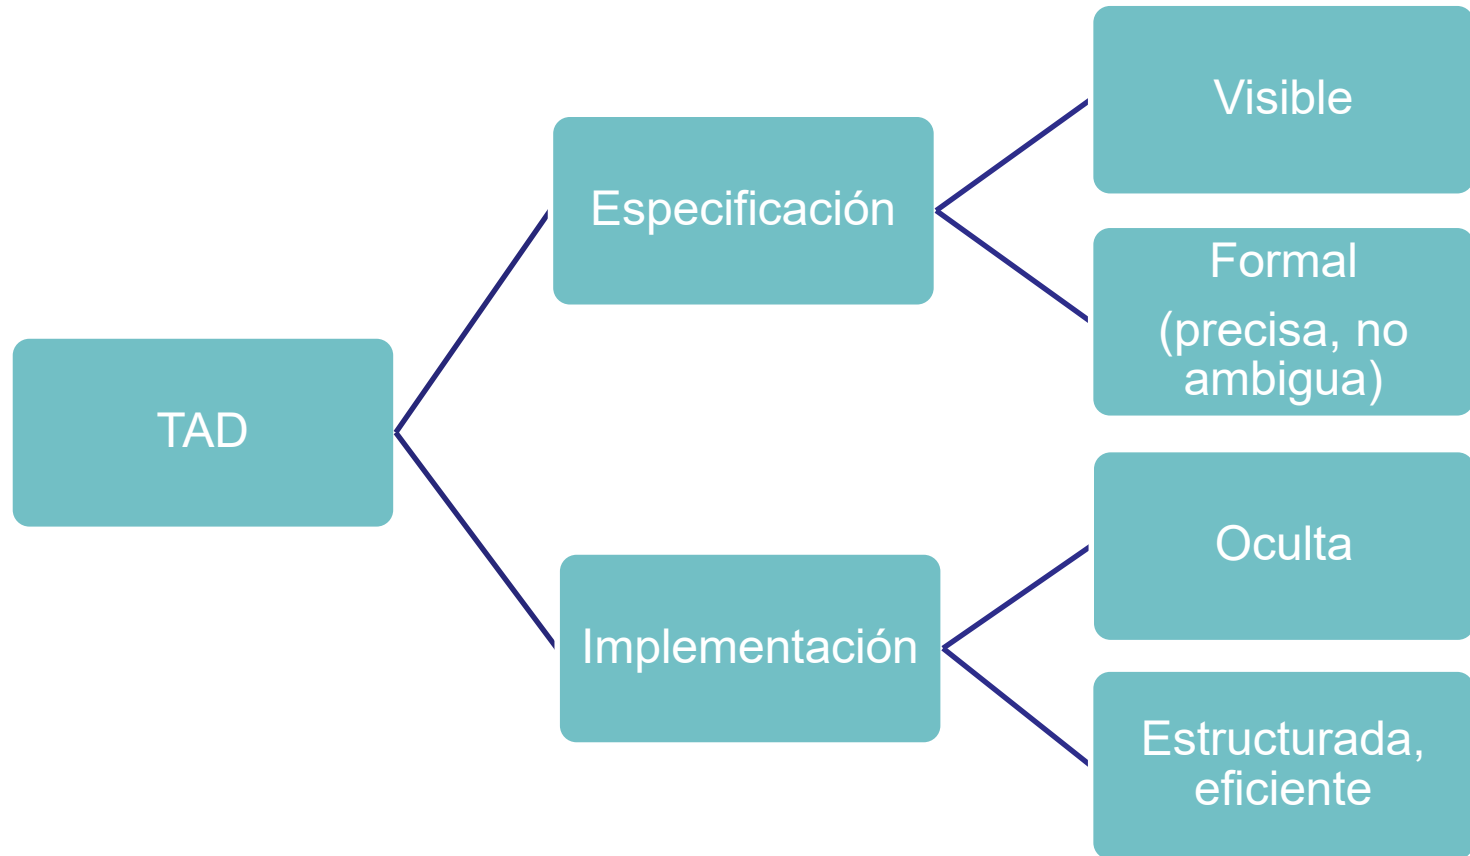 TAD
Especificación
Visible
Formal
(precisa, no
ambigua)
Implementación
Oculta
Estructurada,
eficiente